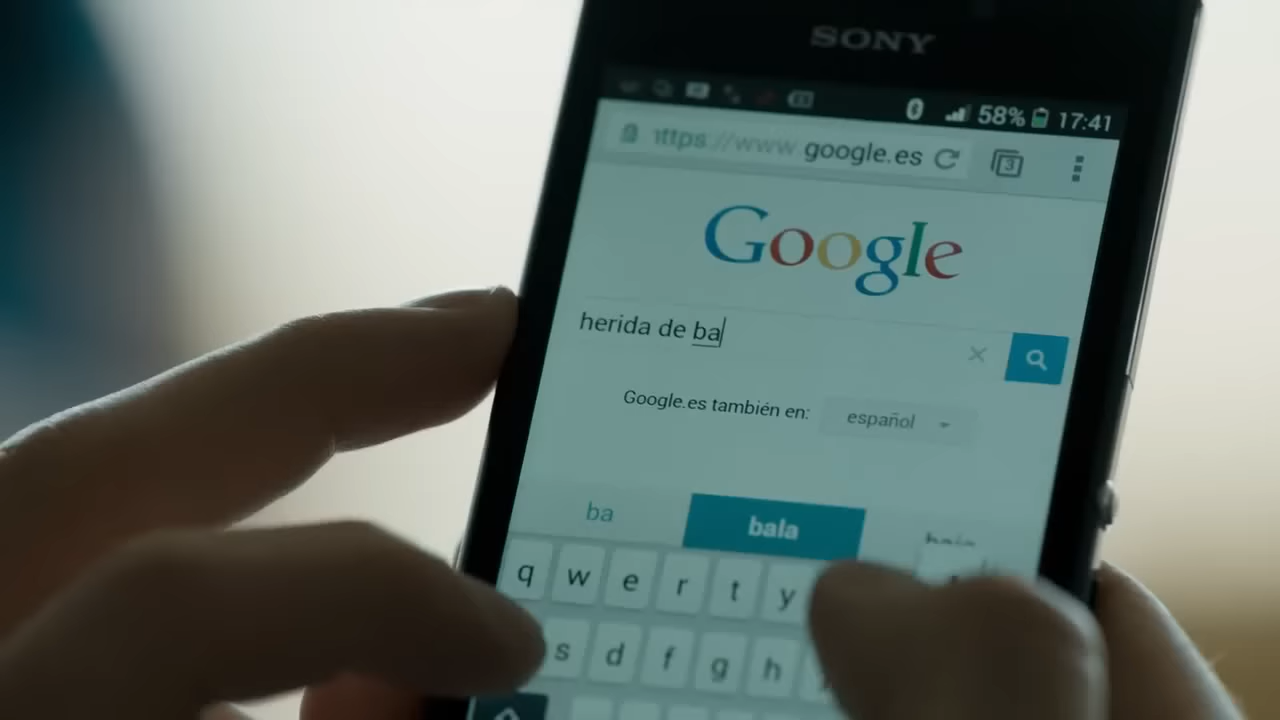 SONY
58% 17:41
https://www.google.es 3
Google
herida de ba
Google.es también en: español
ba bala
q w e r t y
s d f g h